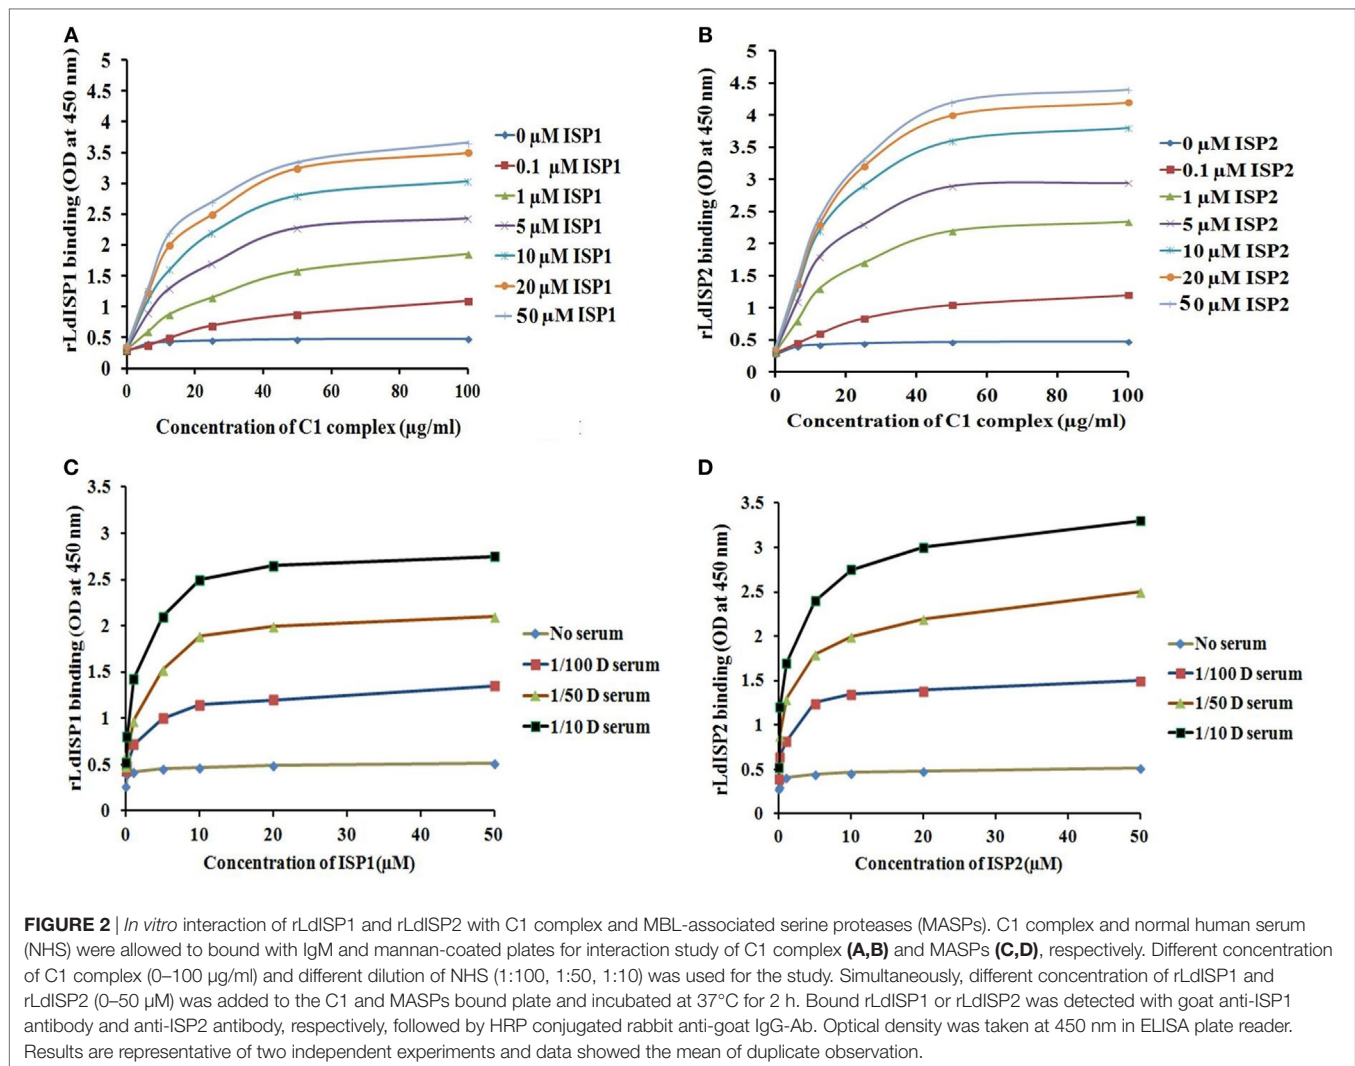 A
rLdISP1 binding (OD at 450 nm)
5
4.5
4
3.5
3
2.5
2
1.5
1
0.5
0
0 20 40 60 80 100
Concentration of C1 complex (µg/ml)
0 µM ISP1
0.1 µM ISP1
1 µM ISP1
5 µM ISP1
10 µM ISP1
20 µM ISP1
50 µM ISP1
B
rLdISP2 binding (OD at 450 nm)
5
4.5
4
3.5
3
2.5
2
1.5
1
0.5
0
0 20 40 60 80 100
Concentration of C1 complex (µg/ml)
0 µM ISP2
0.1 µM ISP2
1 µM ISP2
5 µM ISP2
10 µM ISP2
20 µM ISP2
50 µM ISP2
C
rLdISP1 binding (OD at 450 nm)
3.5
3
2.5
2
1.5
1
0.5
0
0 10 20 30 40 50
Concentration of ISP1(µM)
No serum
1/100 D serum
1/50 D serum
1/10 D serum
D
rLdISP2 binding (OD at 450 nm)
3.5
3
2.5
2
1.5
1
0.5
0
0 10 20 30 40 50
Concentration of ISP2(µM)
No serum
1/100 D serum
1/50 D serum
1/10 D serum
FIGURE 2 | In vitro interaction of rLdISP1 and rLdISP2 with C1 complex and MBL-associated serine proteases (MASPs). C1 complex and normal human serum
(NHS) were allowed to bound with IgM and mannan-coated plates for interaction study of C1 complex (A,B) and MASPs (C,D), respectively. Different concentration
of C1 complex (0–100 µg/ml) and different dilution of NHS (1:100, 1:50, 1:10) was used for the study. Simultaneously, different concentration of rLdISP1 and
rLdISP2 (0–50 µM) was added to the C1 and MASPs bound plate and incubated at 37°C for 2 h. Bound rLdISP1 or rLdISP2 was detected with goat anti-ISP1
antibody and anti-ISP2 antibody, respectively, followed by HRP conjugated rabbit anti-goat IgG-Ab. Optical density was taken at 450 nm in ELISA plate reader.
Results are representative of two independent experiments and data showed the mean of duplicate observation.